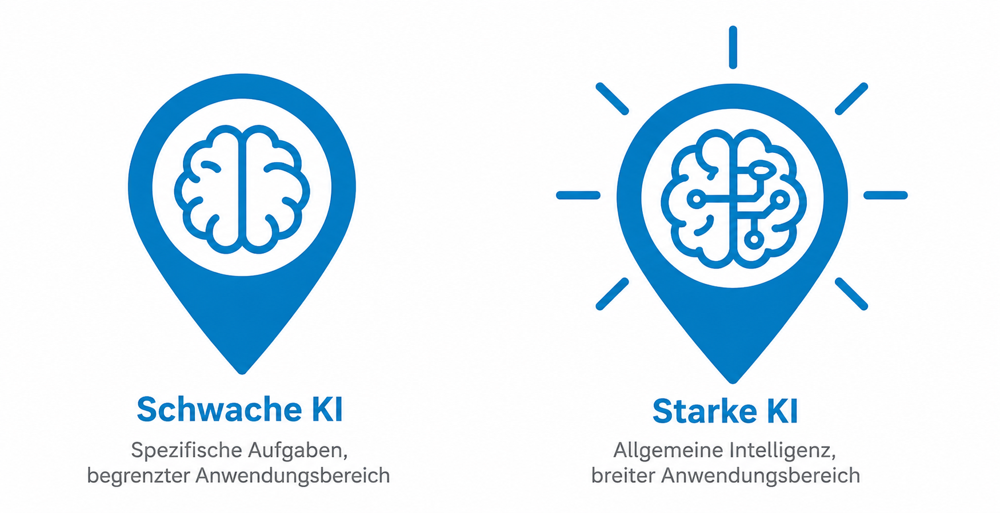 Schwache KI
Spezifische Aufgaben,
begrenzter Anwendungsbereich
Starke KI
Allgemeine Intelligenz,
breiter Anwendungsbereich